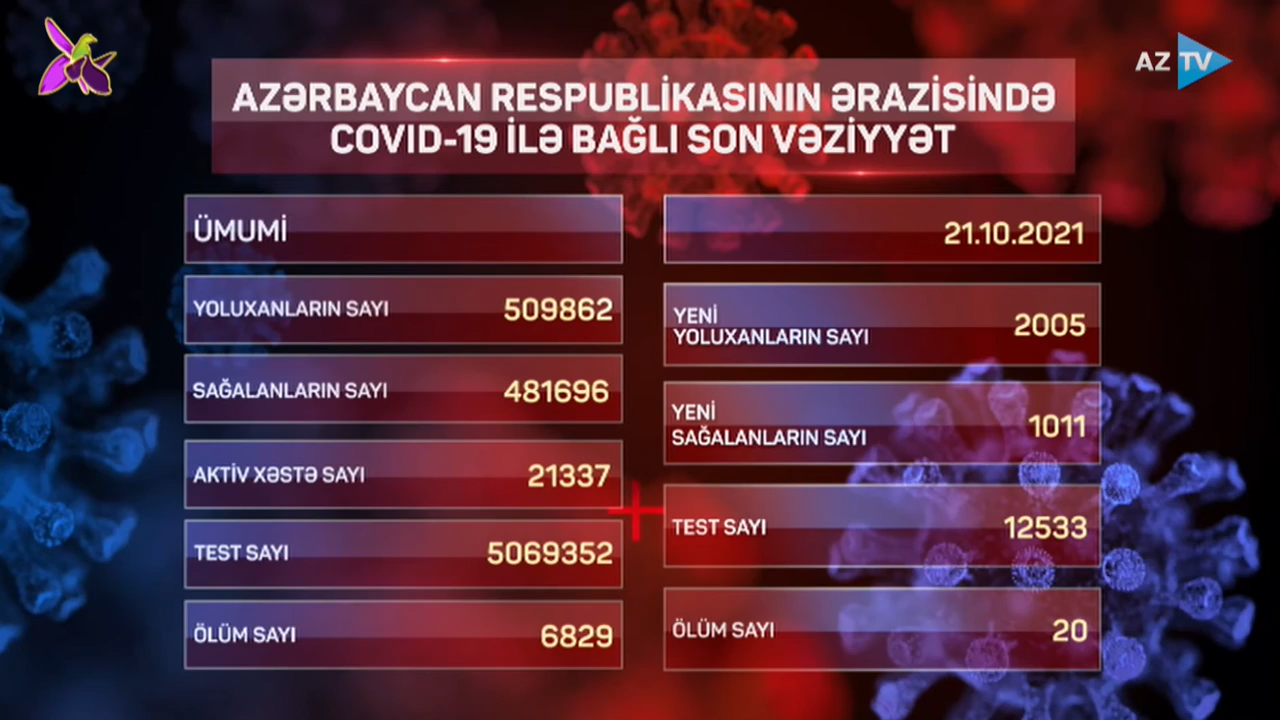 AZ TV
AZƏRBAYCAN RESPUBLİKASININ ƏRAZİSİNDƏ
COVID-19 İLƏ BAĞLI SON VƏZİYYƏT
ÜMUMİ
YOLUXANLARIN SAYI 509862
SAĞALANLARIN SAYI 481696
AKTİV XƏSTƏ SAYI 21337
TEST SAYI 5069352
ÖLÜM SAYI 6829
21.10.2021
YENİ
YOLUXANLARIN SAYI 2005
YENİ
SAĞALANLARIN SAYI 1011
TEST SAYI 12533
ÖLÜM SAYI 20